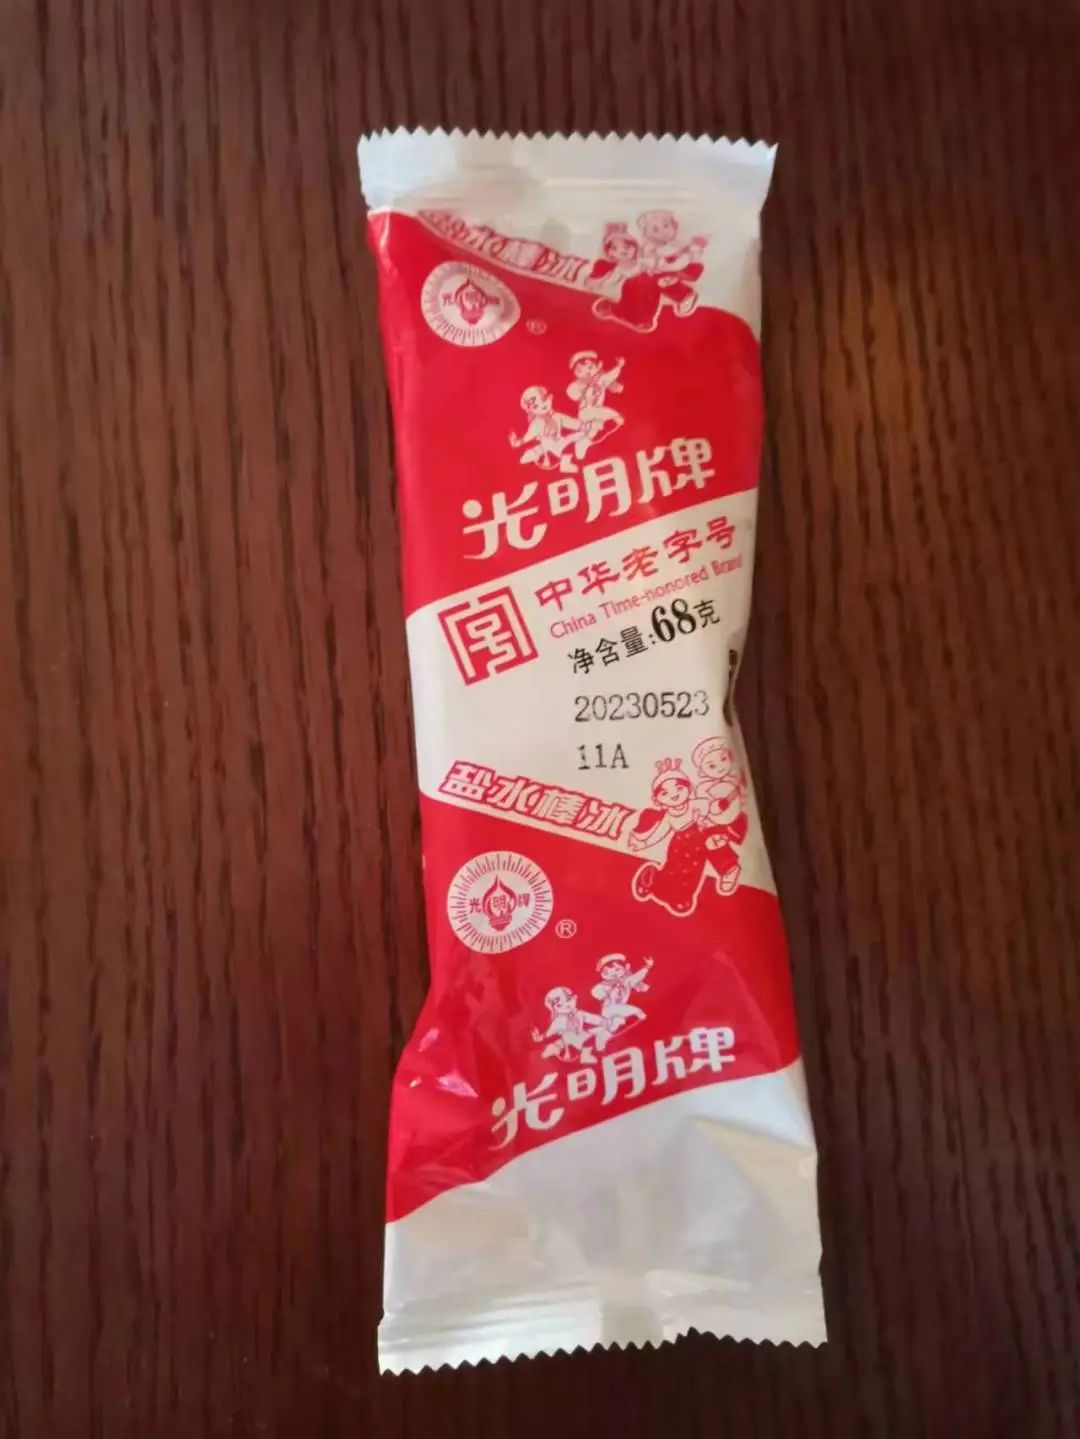 盐水棒冰
光明牌
®
光明牌
中华老字号
China Time-honored Brand
净含量:68克
20230523
11A
盐水棒冰
光明牌
®
光明牌